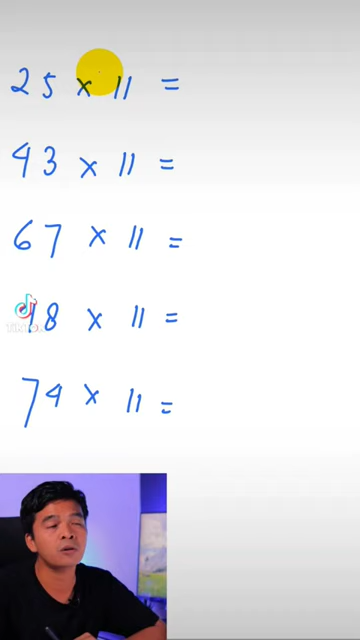 25 x 11 =
43 x 11 =
67 x 11 =
8 x 11 =
74 x 11 =